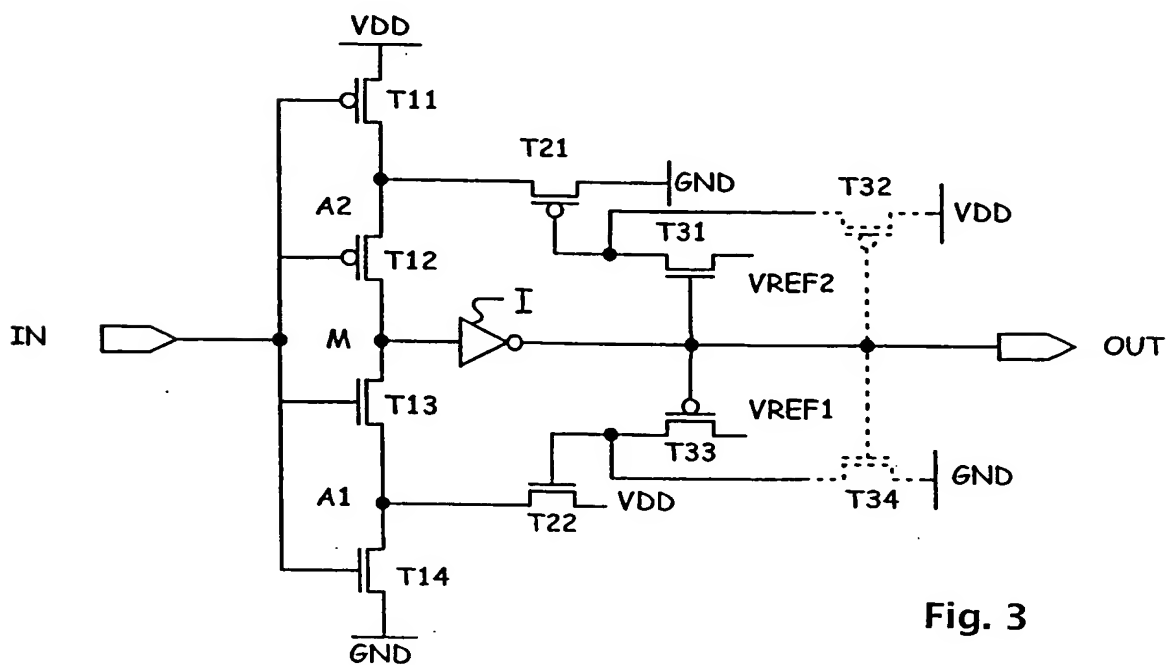 VDD
T11
T21
GND
T32
VDD
A2
T31
T12
VREF2
I
IN
M
OUT
T13
VREF1
T33
A1
VDD
GND
T22
T34
T14
GND
Fig. 3